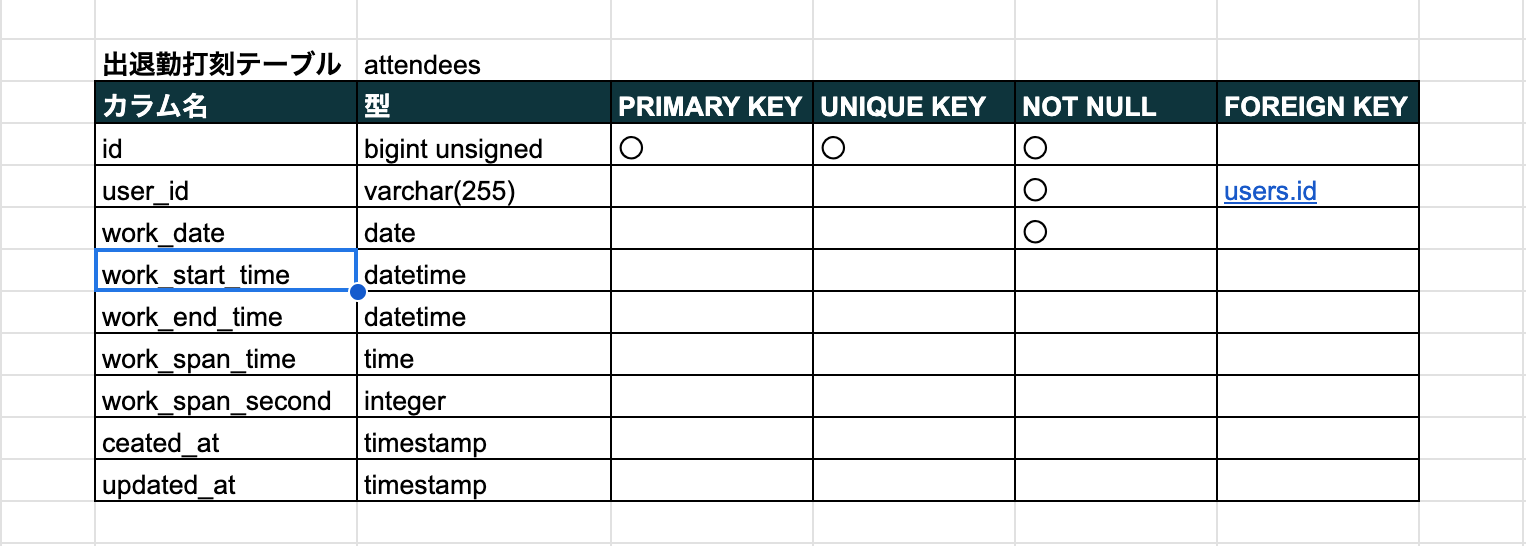 出退勤打刻テーブル attendees
カラム名 型 PRIMARY KEY UNIQUE KEY NOT NULL FOREIGN KEY
id bigint unsigned ○ ○ ○
user_id varchar(255) ○ users.id
work_date date ○
work_start_time datetime
work_end_time datetime
work_span_time time
work_span_second integer
ceated_at timestamp
updated_at timestamp